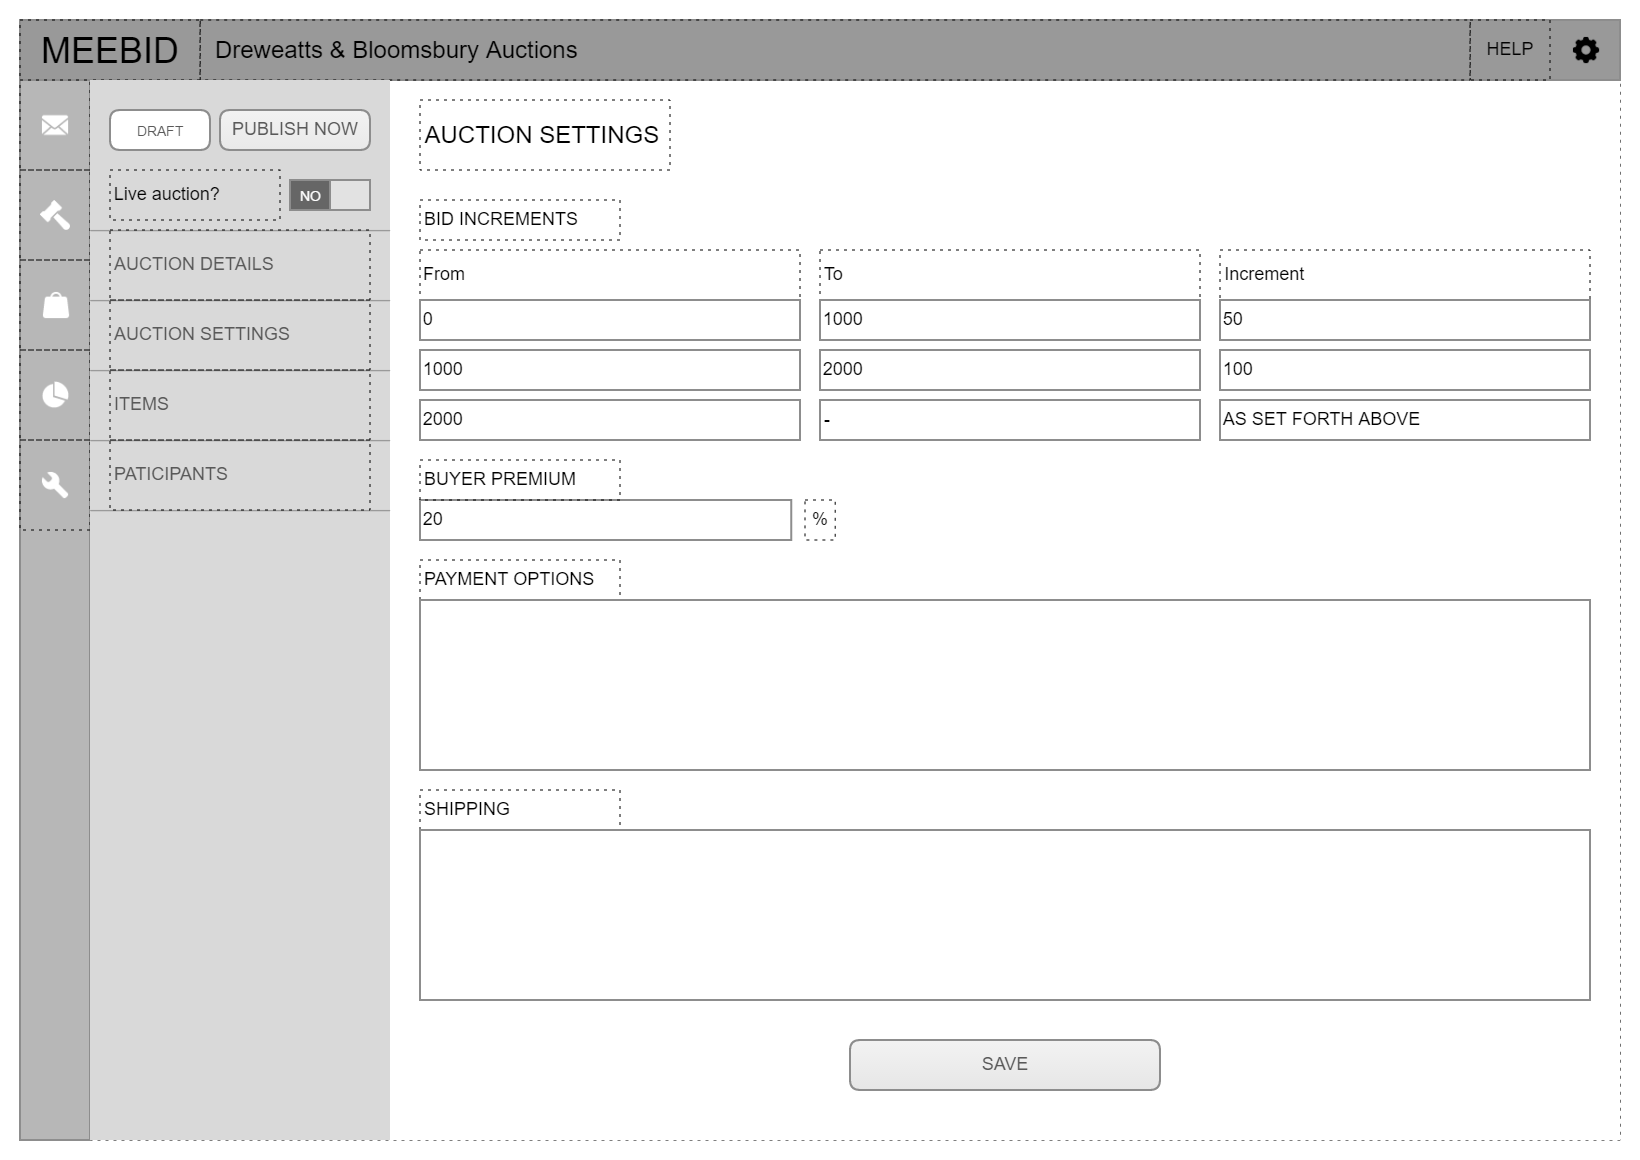 MEEBID
Dreweatts & Bloomsbury Auctions
HELP
DRAFT
PUBLISH NOW
Live auction?
NO
AUCTION DETAILS
AUCTION SETTINGS
ITEMS
PATICIPANTS
AUCTION SETTINGS
BID INCREMENTS
From To Increment
0 1000 50
1000 2000 100
2000 - AS SET FORTH ABOVE
BUYER PREMIUM
20 %
PAYMENT OPTIONS
SHIPPING
SAVE